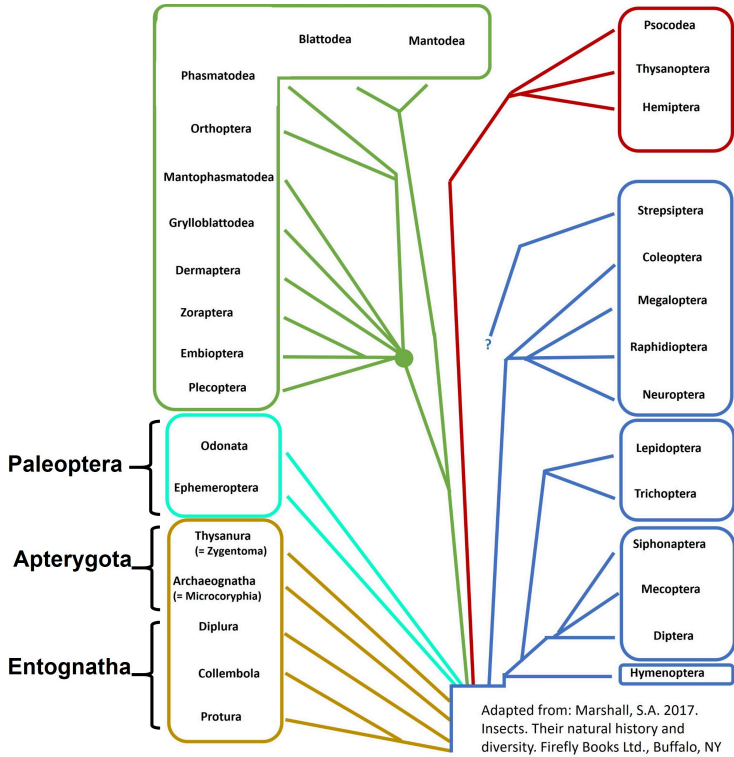 Blattodea
Mantodea
Phasmatodea
Orthoptera
Mantophasmatodea
Grylloblattodea
Dermaptera
Zoraptera
Embioptera
Plecoptera
Paleoptera
Odonata
Ephemeroptera
Apterygota
Thysanura
(= Zygentoma)
Archaeognatha
(= Microcoryphia)
Entognatha
Diplura
Collembola
Protura
Psocodea
Thysanoptera
Hemiptera
Strepsiptera
?
Coleoptera
Megaloptera
Raphidioptera
Neuroptera
Lepidoptera
Trichoptera
Siphonaptera
Mecoptera
Diptera
Hymenoptera
Adapted from: Marshall, S.A. 2017.
Insects. Their natural history and
diversity. Firefly Books Ltd., Buffalo, NY